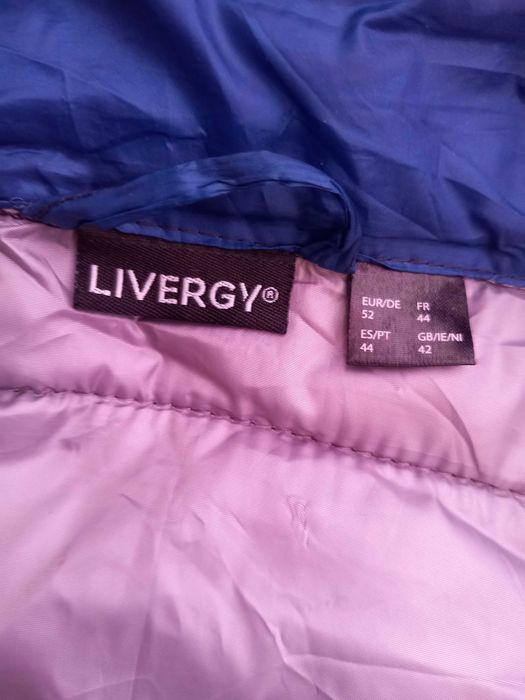 LIVERGY®
EUR/DE FR
52 44
ES/PT GB/IE/NI
44 42